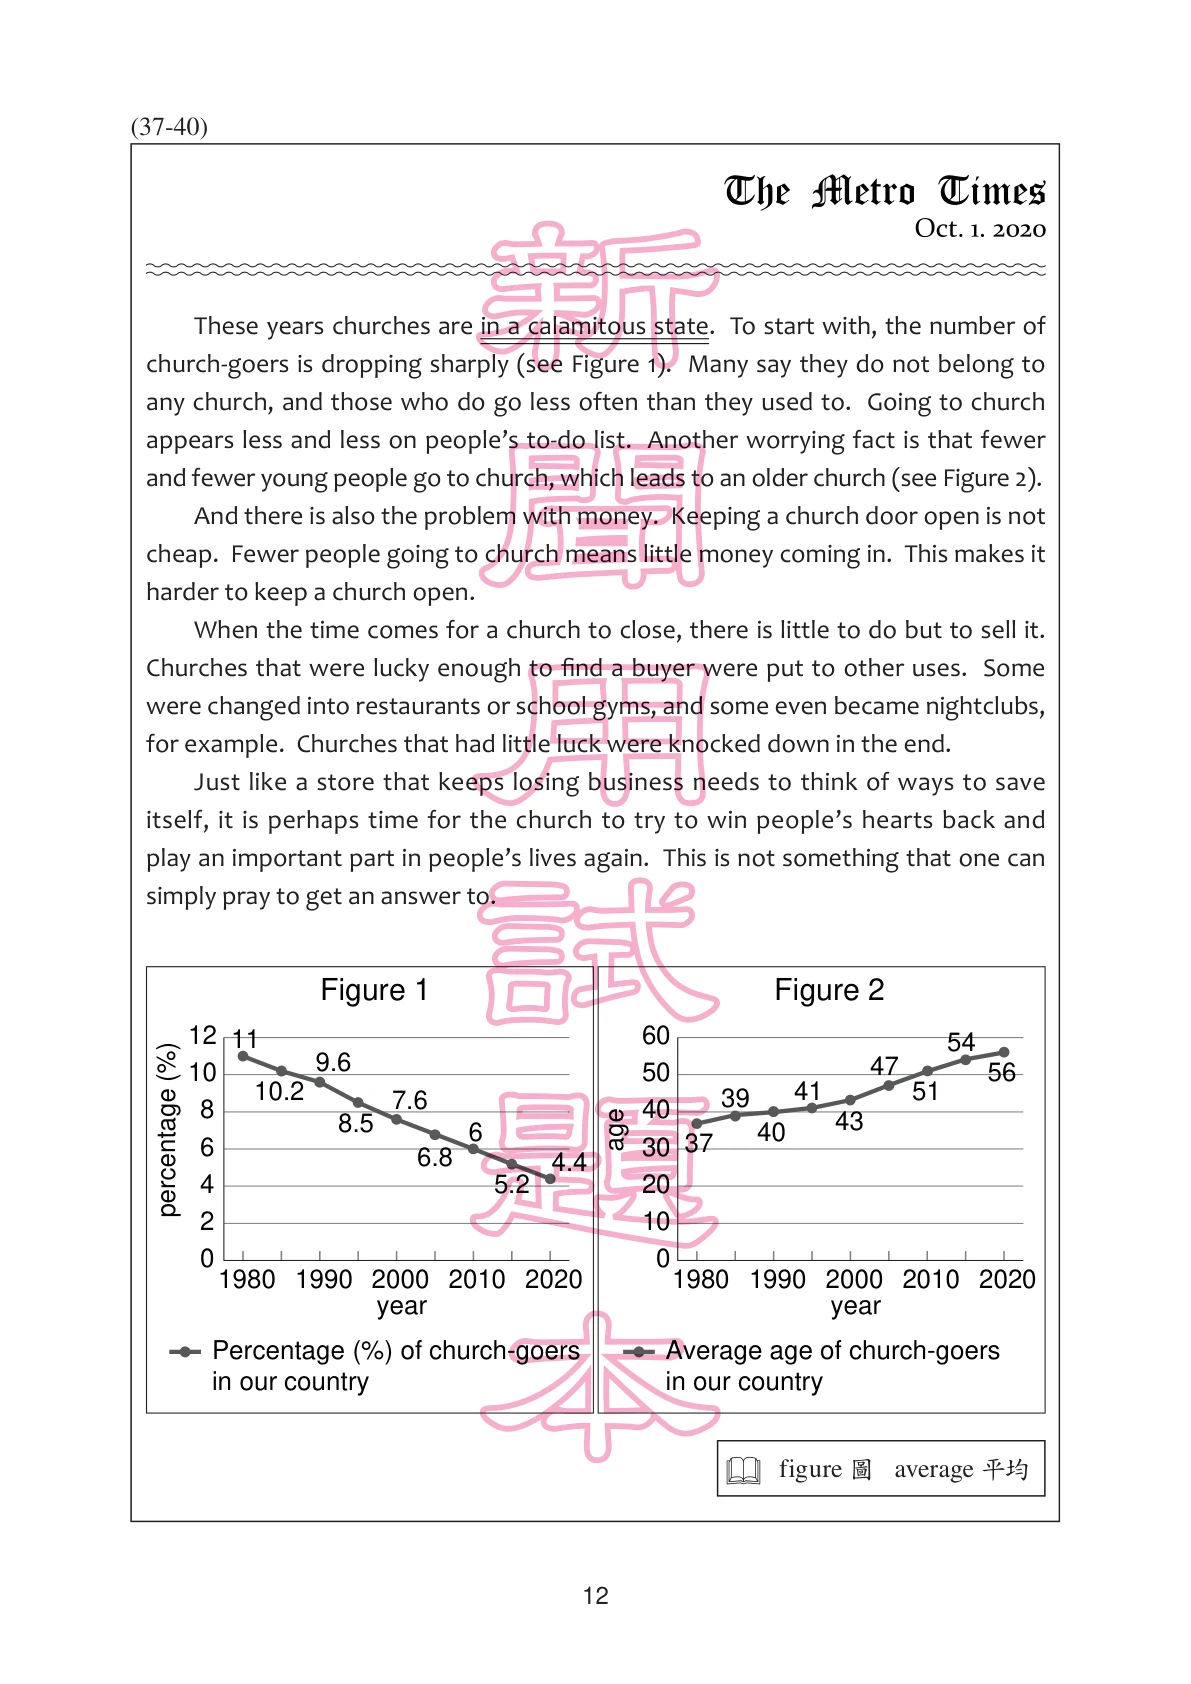 (37-40)
The Metro Times
Oct. 1. 2020
These years churches are in a calamitous state. To start with, the number of
church-goers is dropping sharply (see Figure 1). Many say they do not belong to
any church, and those who do go less often than they used to. Going to church
appears less and less on people's to-do list. Another worrying fact is that fewer
and fewer young people go to church, which leads to an older church (see Figure 2).
And there is also the problem with money. Keeping a church door open is not
cheap. Fewer people going to church means little money coming in. This makes it
harder to keep a church open.
When the time comes for a church to close, there is little to do but to sell it.
Churches that were lucky enough to find a buyer were put to other uses. Some
were changed into restaurants or school gyms, and some even became nightclubs,
for example. Churches that had little luck were knocked down in the end.
Just like a store that keeps losing business needs to think of ways to save
itself, it is perhaps time for the church to try to win people's hearts back and
play an important part in people's lives again. This is not something that one can
simply pray to get an answer to.
Figure 1
percentage (%)
12
10
8
6
4
2
0
11
10.2
9.6
8.5
7.6
6.8
6
5.2
4.4
1980 1990 2000 2010 2020
year
Percentage (%) of church-goers
in our country
Figure 2
age
60
50
40
30
20
10
0
37
39
40
41
43
47
51
54
56
1980 1990 2000 2010 2020
year
Average age of church-goers
in our country
figure 圖 average 平均
12
新聞用試題本